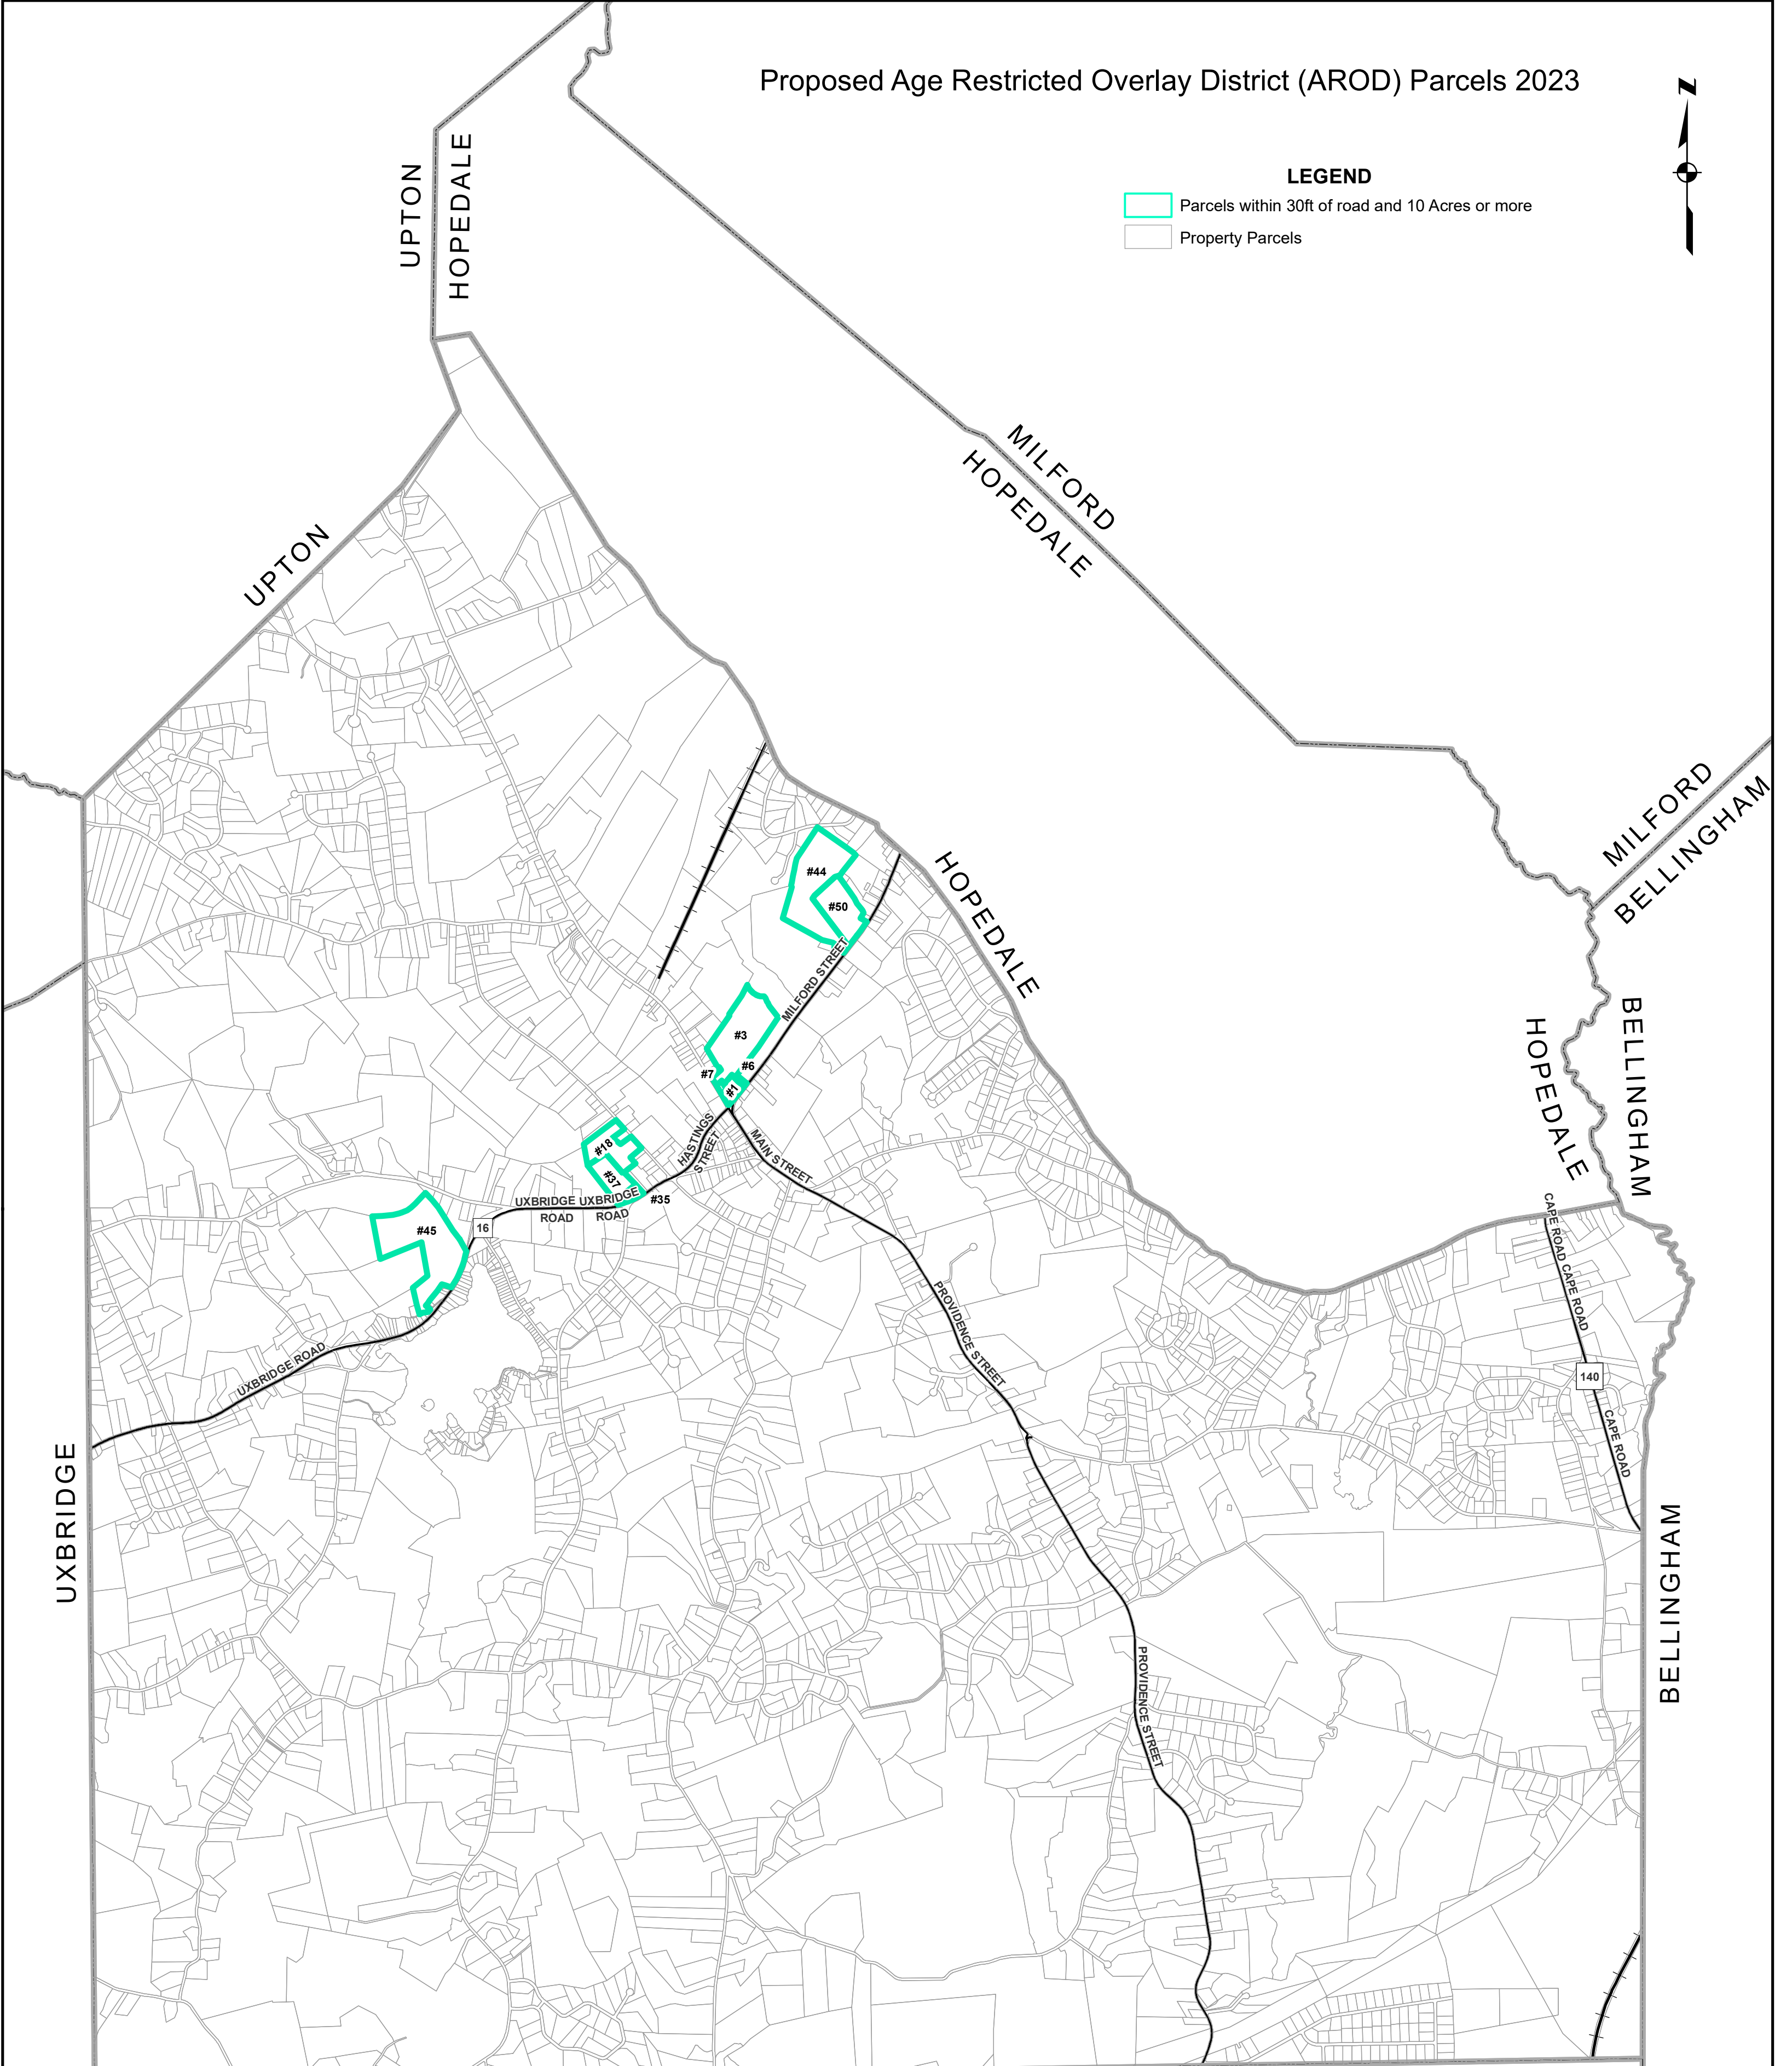 Proposed Age Restricted Overlay District (AROD) Parcels 2023
Z
LEGEND
Parcels within 30ft of road and 10 Acres or more
Property Parcels
UPTON
HOPEDALE
MILFORD
HOPEDALE
UPTON
MILFORD
BELLINGHAM
HOPEDALE
#44
#50
MILFORD STREET
#3
#6
#7
#1
HASTINGS
STREET
MAIN STREET
#18
#37
#35
UXBRIDGE
ROAD
UXBRIDGE
ROAD
16
#45
UXBRIDGE ROAD
PROVIDENCE STREET
HOPEDALE
BELLINGHAM
CAPE ROAD
CAPE ROAD
140
CAPE ROAD
UXBRIDGE
BELLINGHAM
PROVIDENCE STREET